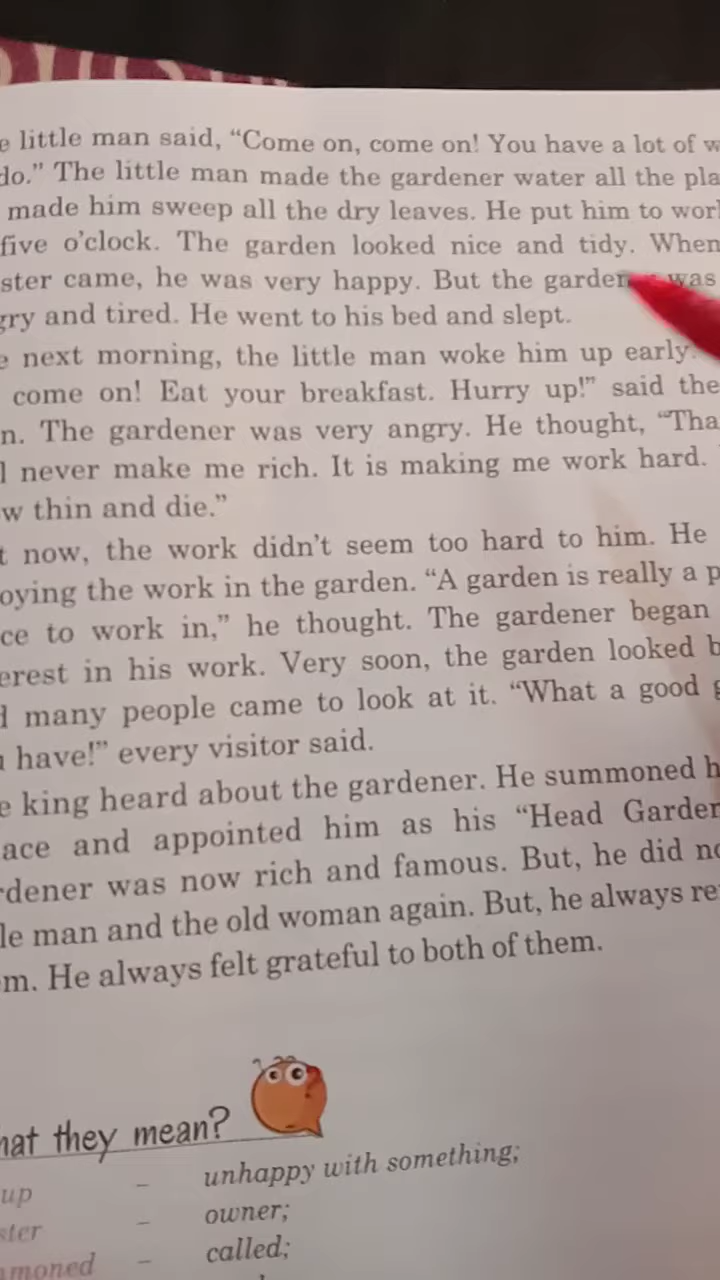 e little man said, “Come on, come on! You have a lot of w
do.” The little man made the gardener water all the pla
made him sweep all the dry leaves. He put him to worl
five o’clock. The garden looked nice and tidy. When
ster came, he was very happy. But the garden was
gry and tired. He went to his bed and slept.
e next morning, the little man woke him up early.
come on! Eat your breakfast. Hurry up!” said the
n. The gardener was very angry. He thought, “Tha
l never make me rich. It is making me work hard.
w thin and die.”
t now, the work didn’t seem too hard to him. He
oying the work in the garden. “A garden is really a p
ce to work in,” he thought. The gardener began
erest in his work. Very soon, the garden looked b
d many people came to look at it. “What a good g
u have!” every visitor said.
e king heard about the gardener. He summoned h
ace and appointed him as his “Head Garden
rdener was now rich and famous. But, he did no
le man and the old woman again. But, he always re
m. He always felt grateful to both of them.
hat they mean?
up – unhappy with something;
ster – owner;
mmoned – called;